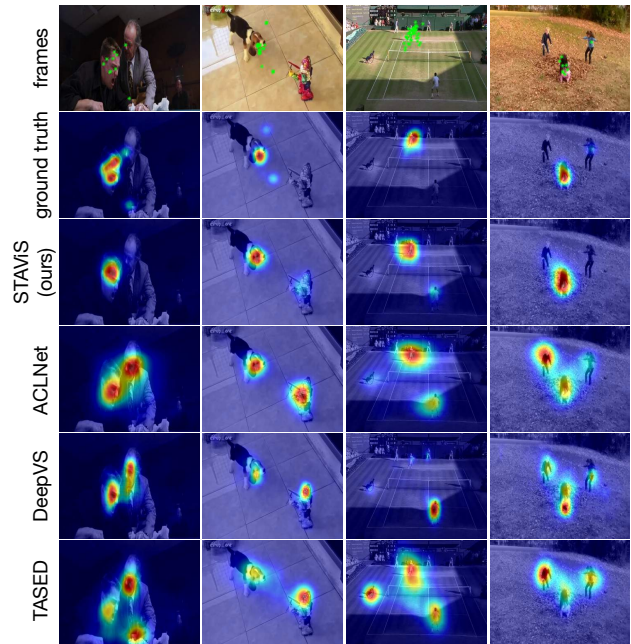 frames
ground truth
STAViS
(ours)
ACLNet
DeepVS
TASED